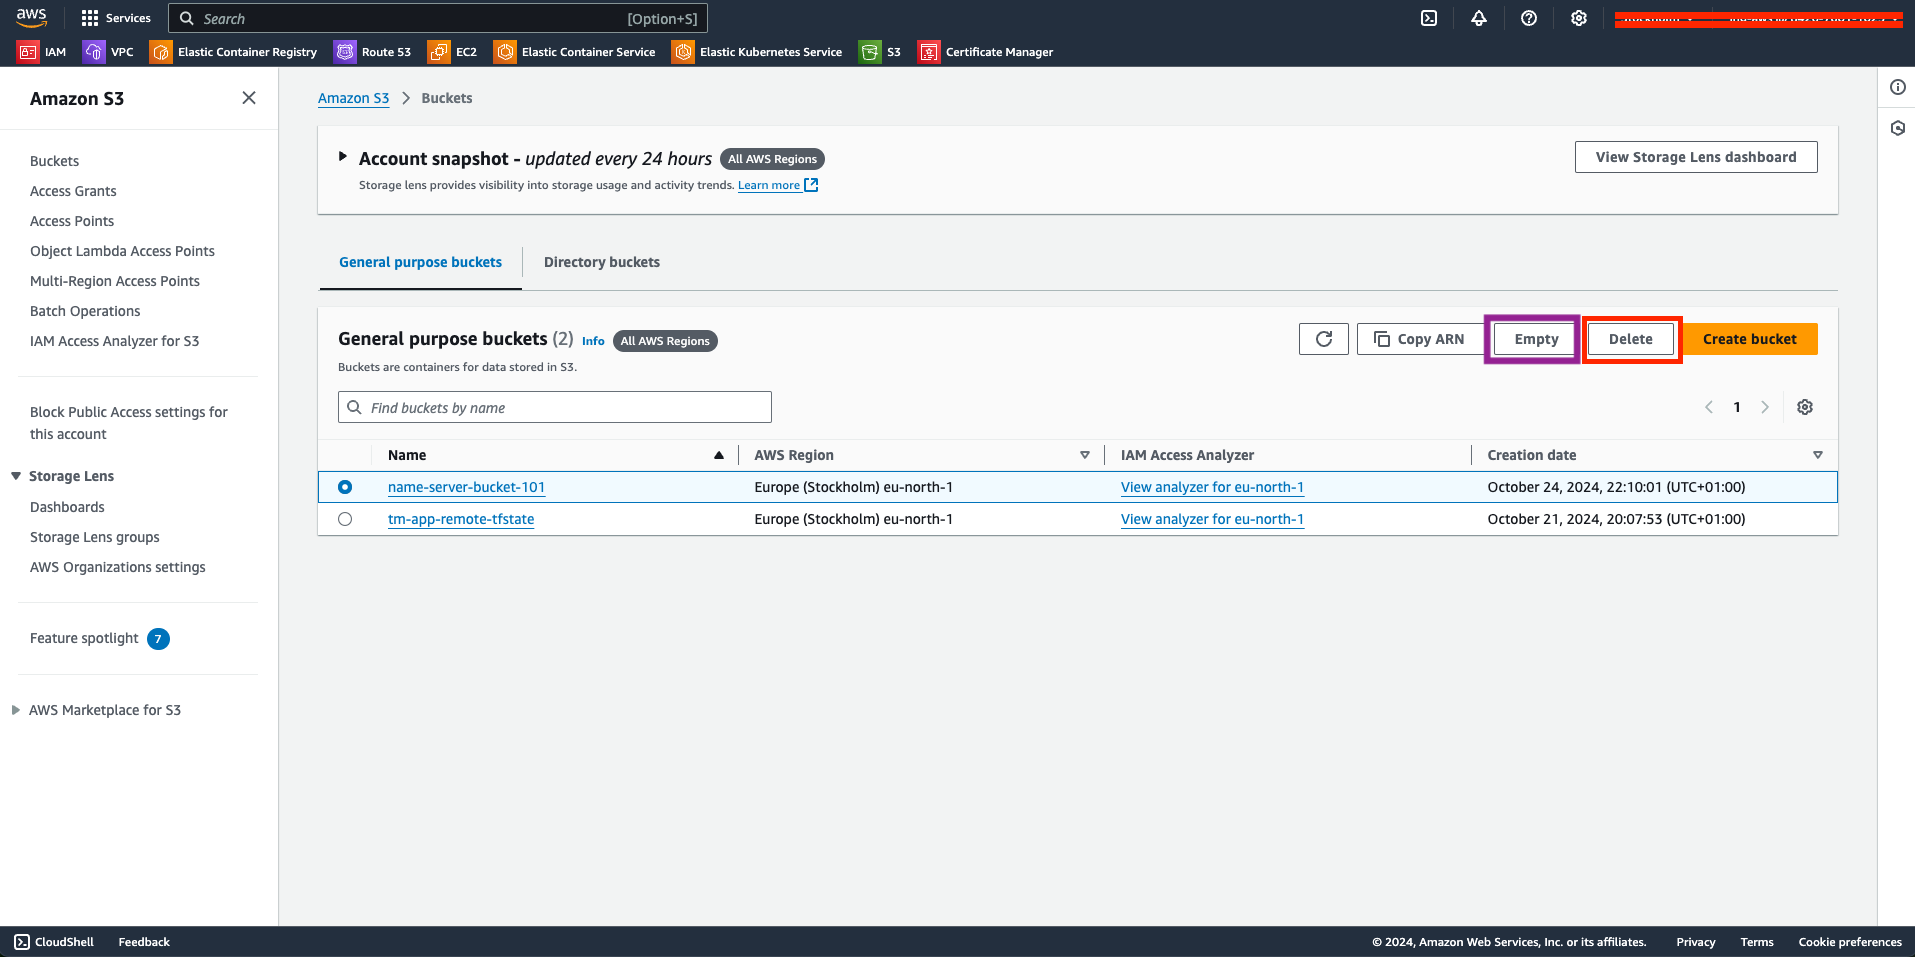 aws Services Search [Option+S]
IAM VPC Elastic Container Registry Route 53 EC2 Elastic Container Service Elastic Kubernetes Service S3 Certificate Manager
Amazon S3
Buckets
Access Grants
Access Points
Object Lambda Access Points
Multi-Region Access Points
Batch Operations
IAM Access Analyzer for S3
Block Public Access settings for
this account
Storage Lens
Dashboards
Storage Lens groups
AWS Organizations settings
Feature spotlight 7
AWS Marketplace for S3
Amazon S3 Buckets
Account snapshot - updated every 24 hours All AWS Regions
View Storage Lens dashboard
Storage lens provides visibility into storage usage and activity trends. Learn more
General purpose buckets Directory buckets
General purpose buckets (2) Info All AWS Regions
Copy ARN Empty Delete Create bucket
Buckets are containers for data stored in S3.
Find buckets by name
1
Name AWS Region IAM Access Analyzer Creation date
name-server-bucket-101 Europe (Stockholm) eu-north-1 View analyzer for eu-north-1 October 24, 2024, 22:10:01 (UTC+01:00)
tm-app-remote-tfstate Europe (Stockholm) eu-north-1 View analyzer for eu-north-1 October 21, 2024, 20:07:53 (UTC+01:00)
CloudShell Feedback © 2024, Amazon Web Services, Inc. or its affiliates. Privacy Terms Cookie preferences